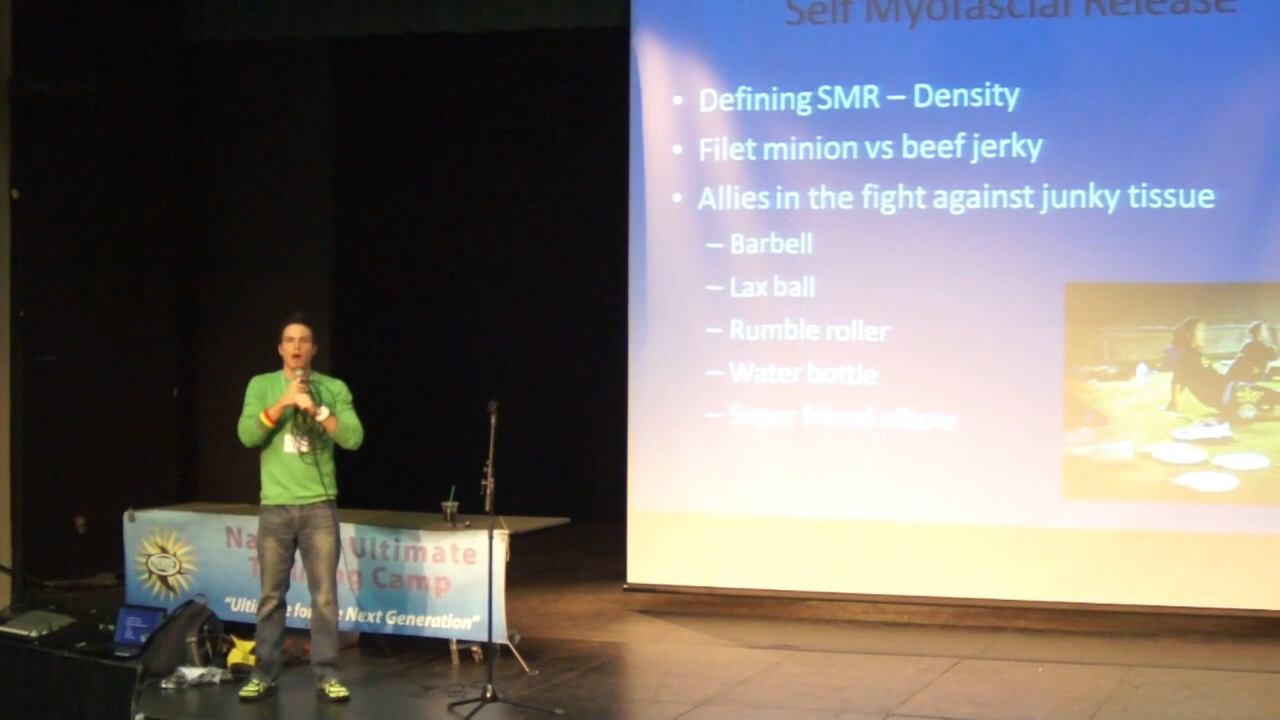 Self Myofascial Release
• Defining SMR – Density
• Filet minion vs beef jerky
• Allies in the fight against junky tissue
– Barbell
– Lax ball
– Rumble roller
– Water bottle
– Super friend elbow
Ultimate
Camp
"Ultimate for the Next Generation"